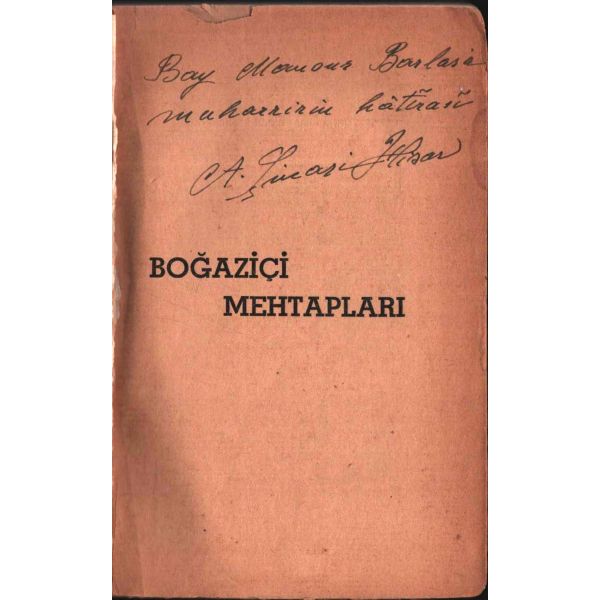 Bay Mamour Barlas'a
muharririn hâtırası
A. Şinasi Hisar
BOĞAZİÇİ
MEHTAPLARI